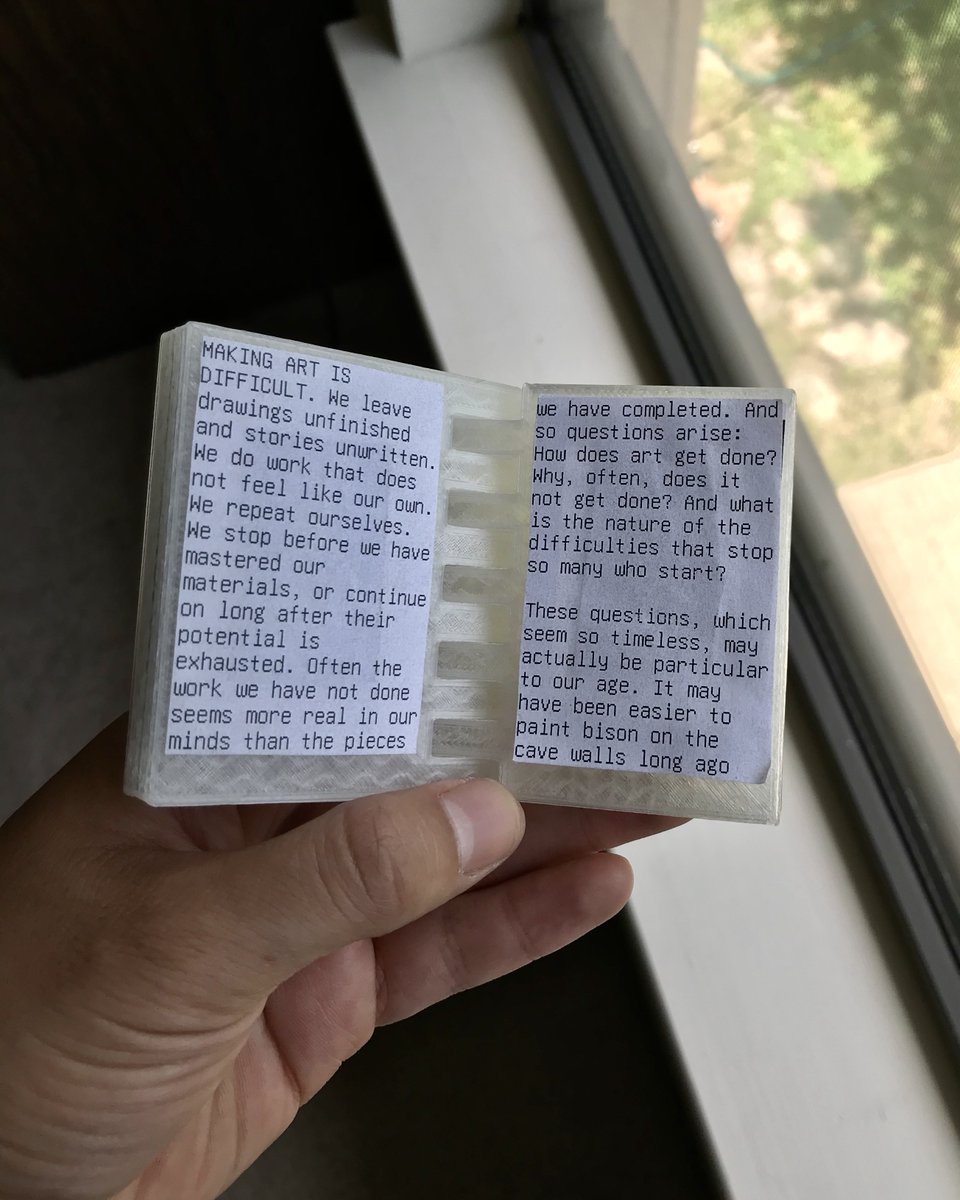 MAKING ART IS
DIFFICULT. We leave
drawings unfinished
and stories unwritten.
We do work that does
not feel like our own.
We repeat ourselves.
We stop before we have
mastered our
materials, or continue
on long after their
potential is
exhausted. Often the
work we have not done
seems more real in our
minds than the pieces
we have completed. And
so questions arise:
How does art get done?
Why, often, does it
not get done? And what
is the nature of the
difficulties that stop
so many who start?
These questions, which
seem so timeless, may
actually be particular
to our age. It may
have been easier to
paint bison on the
cave walls long ago